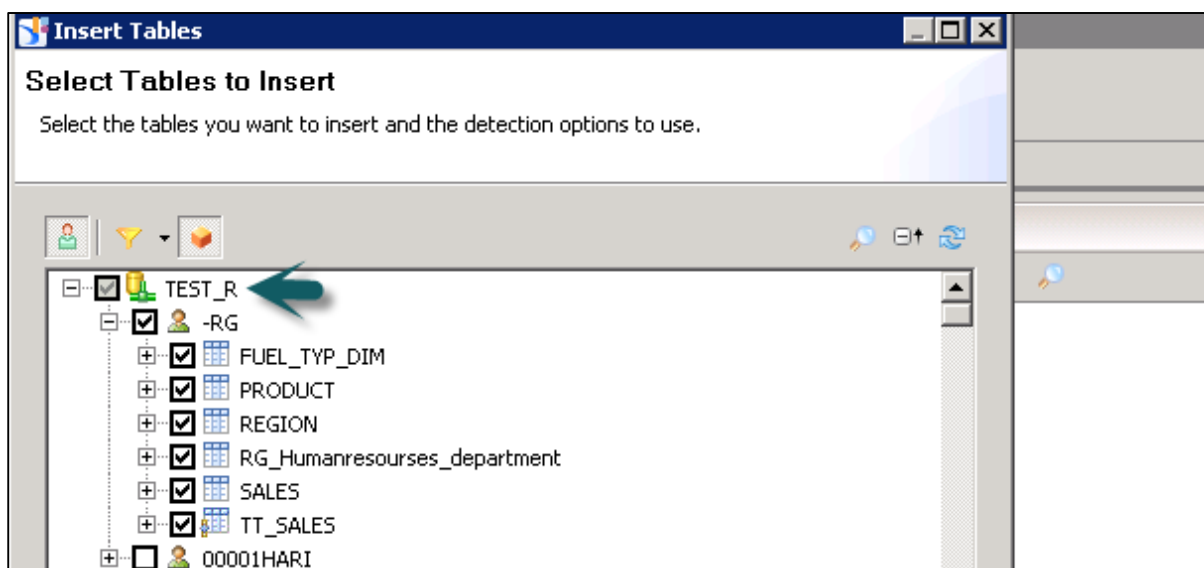 Insert Tables
Select Tables to Insert
Select the tables you want to insert and the detection options to use.
TEST_R
-RG
FUEL_TYP_DIM
PRODUCT
REGION
RG_Humanresourses_department
SALES
TT_SALES
00001HARI